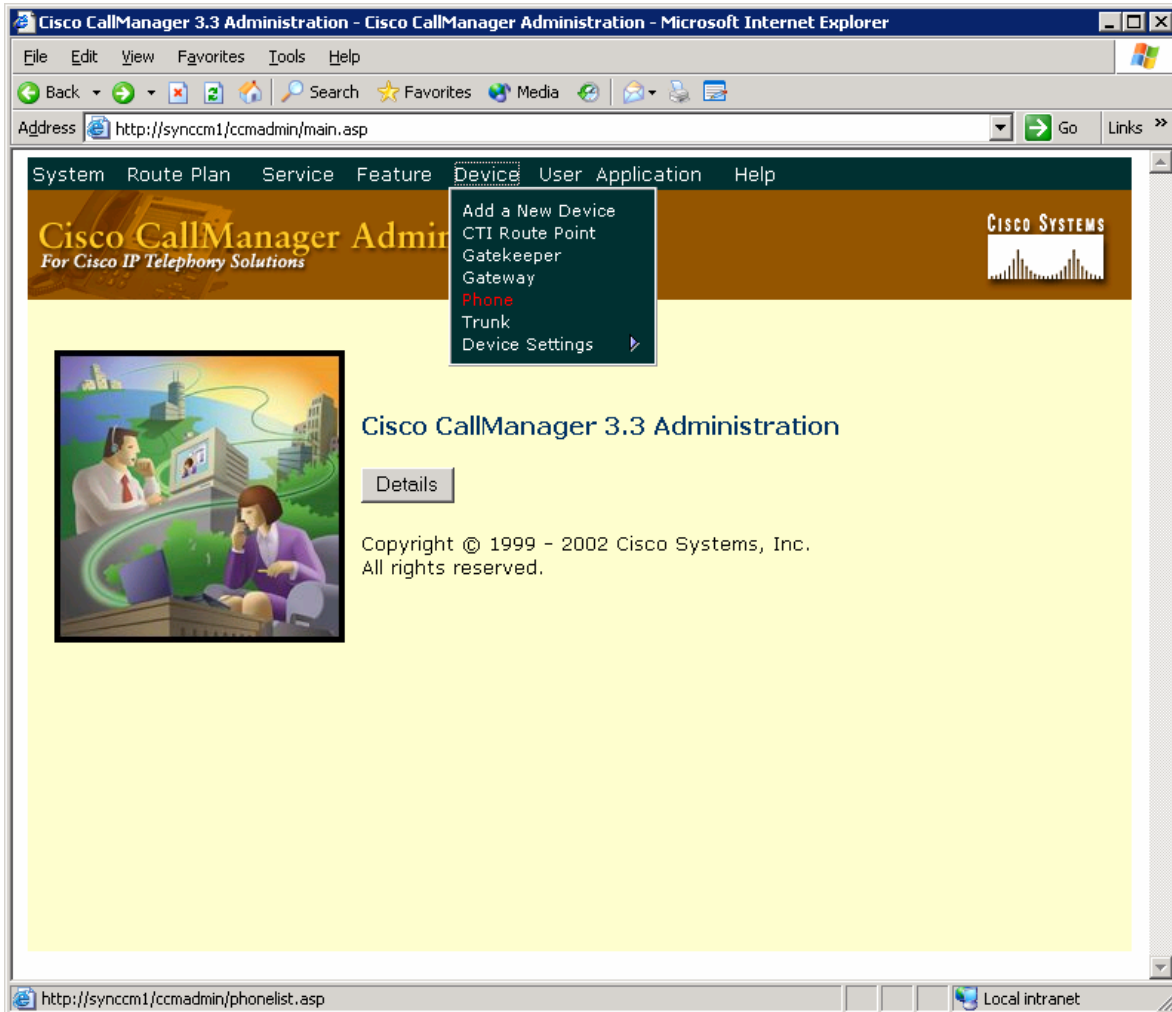 Cisco CallManager 3.3 Administration - Cisco CallManager Administration - Microsoft Internet Explorer
File Edit View Favorites Tools Help
Back Search Favorites Media
Address http://synccm1/ccmadmin/main.asp Go Links »
System Route Plan Service Feature Device User Application Help
Cisco CallManager Admin
For Cisco IP Telephony Solutions
CISCO SYSTEMS
Add a New Device
CTI Route Point
Gatekeeper
Gateway
Phone
Trunk
Device Settings
Cisco CallManager 3.3 Administration
Details
Copyright © 1999 - 2002 Cisco Systems, Inc.
All rights reserved.
http://synccm1/ccmadmin/phonelist.asp Local intranet